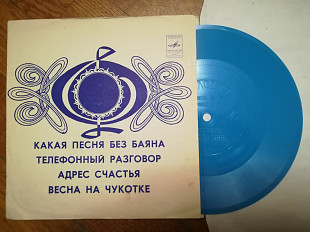 КАКАЯ ПЕСНЯ БЕЗ БАЯНА
ТЕЛЕФОННЫЙ РАЗГОВОР
АДРЕС СЧАСТЬЯ
ВЕСНА НА ЧУКОТКЕ